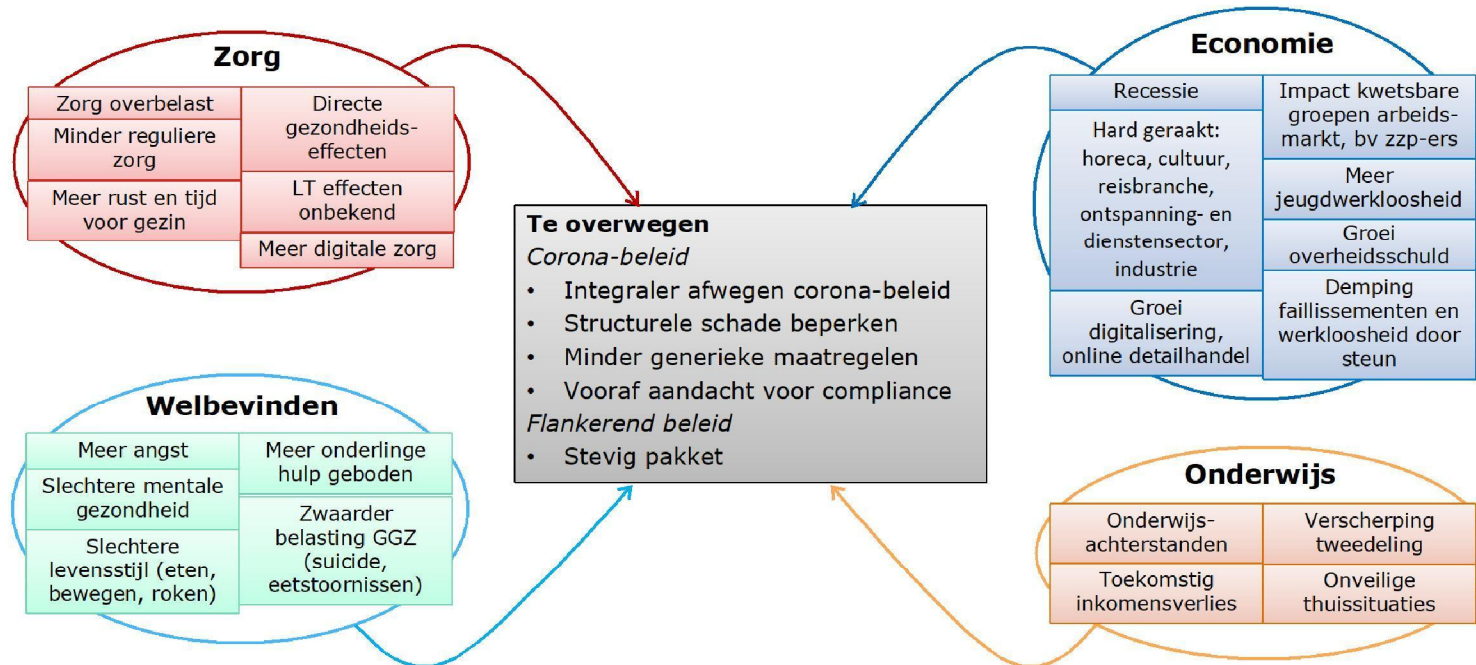 Zorg
Zorg overbelast
Minder reguliere
zorg
Meer rust en tijd
voor gezin
Directe
gezondheids-
effecten
LT effecten
onbekend
Meer digitale zorg
Economie
Recessie
Hard geraakt:
horeca, cultuur,
reisbranche,
ontspanning- en
dienstensector,
industrie
Groei
digitalisering,
online detailhandel
Impact kwetsbare
groepen arbeids-
markt, bv zzp-ers
Meer
jeugdwerkloosheid
Groei
overheidsschuld
Demping
faillissementen en
werkloosheid door
steun
Te overwegen
Corona-beleid
• Integraler afwegen corona-beleid
• Structurele schade beperken
• Minder generieke maatregelen
• Vooraf aandacht voor compliance
Flankerend beleid
• Stevig pakket
Welbevinden
Meer angst
Slechtere mentale
gezondheid
Slechtere
levensstijl (eten,
bewegen, roken)
Meer onderlinge
hulp geboden
Zwaarder
belasting GGZ
(suicide,
eetstoornissen)
Onderwijs
Onderwijs-
achterstanden
Toekomstig
inkomensverlies
Verscherping
tweedeling
Onveilige
thuissituaties